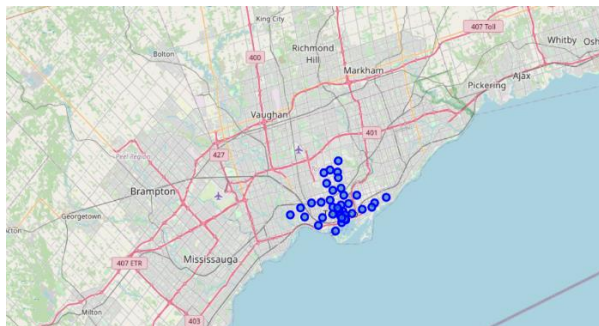 King City
407 Toll
Whitby
Osh
Bolton
400
Richmond
Hill
Markham
Ajax
Pickering
Vaughan
401
427
Peel Region
Brampton
Georgetown
Acton
Mississauga
407 ETR
Milton
403